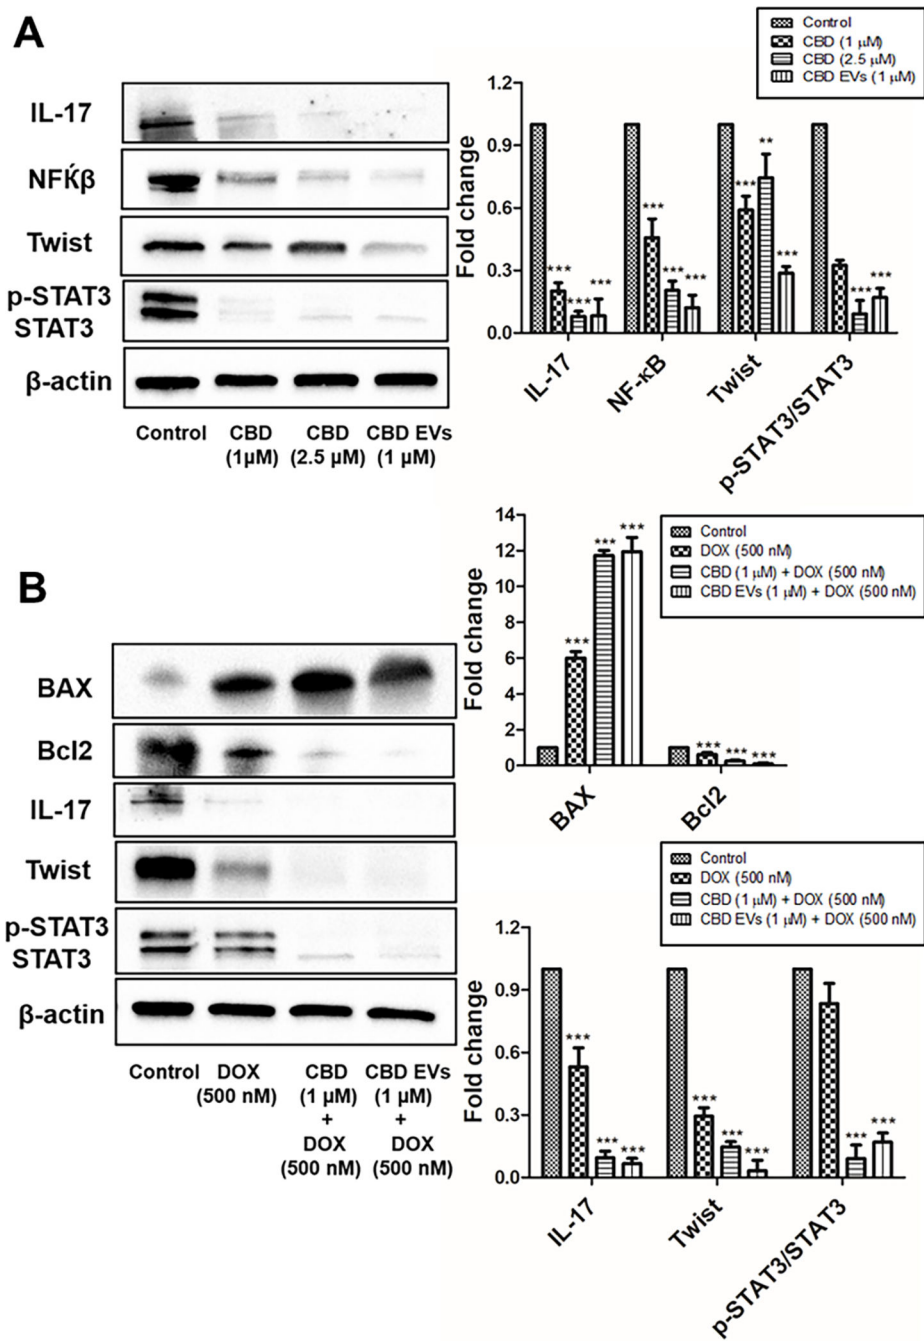 A
IL-17
NFḰβ
Twist
p-STAT3
STAT3
β-actin
Control
CBD
(1µM)
CBD
(2.5 µM)
CBD EVs
(1 µM)
Control
CBD (1 µM)
CBD (2.5 µM)
CBD EVs (1 µM)
Fold change
1.2
0.9
0.6
0.3
0.0
***
***
***
***
***
***
***
**
***
***
***
IL-17
NF-κB
Twist
p-STAT3/STAT3
B
BAX
Bcl2
IL-17
Twist
p-STAT3
STAT3
β-actin
Control
DOX
(500 nM)
CBD
(1 µM)
+
DOX
(500 nM)
CBD EVs
(1 µM)
+
DOX
(500 nM)
Control
DOX (500 nM)
CBD (1 µM) + DOX (500 nM)
CBD EVs (1 µM) + DOX (500 nM)
Fold change
14
12
10
8
6
4
2
0
***
***
***
***
***
***
BAX
Bcl2
Control
DOX (500 nM)
CBD (1 µM) + DOX (500 nM)
CBD EVs (1 µM) + DOX (500 nM)
Fold change
1.2
0.9
0.6
0.3
0.0
***
***
***
***
***
***
***
***
IL-17
Twist
p-STAT3/STAT3